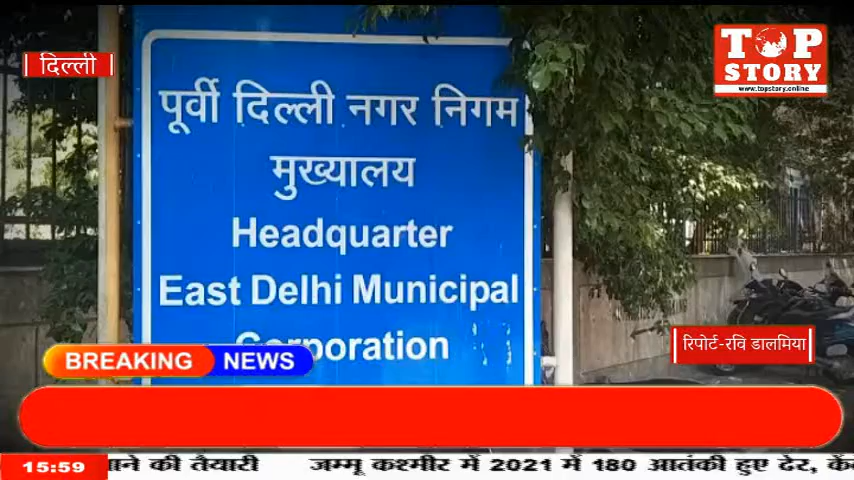 दिल्ली
TOP
STORY
www.topstory.online
पूर्वी दिल्ली नगर निगम
मुख्यालय
Headquarter
East Delhi Municipal
Corporation
रिपोर्ट-रवि डालमिया
BREAKING NEWS
15:59 की तैयारी जम्मू कश्मीर में 2021 में 180 आतंकी हुए ढेर,